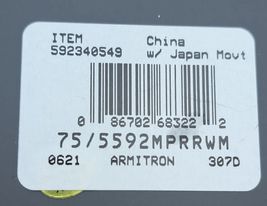 ITEM China
592340549 w/ Japan Movt
0 86702 68322 2
75/5592MPRRWM
0621 ARMITRON 307D